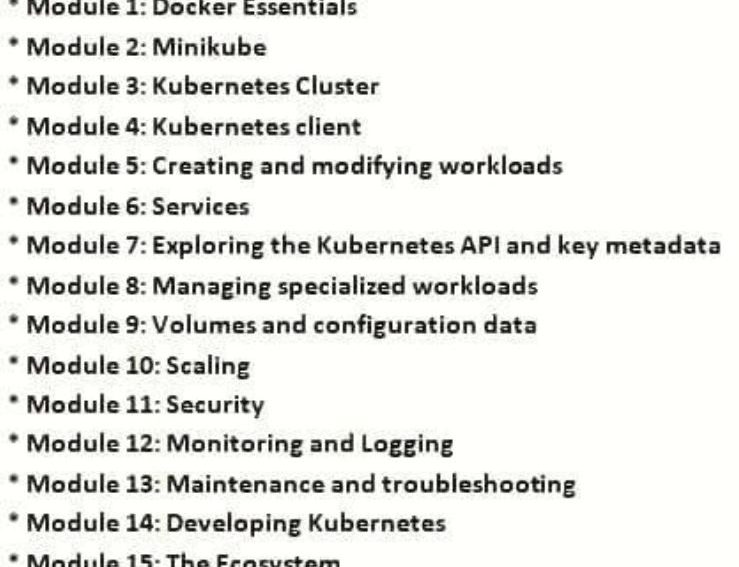 * Module 1: Docker Essentials
* Module 2: Minikube
* Module 3: Kubernetes Cluster
* Module 4: Kubernetes client
* Module 5: Creating and modifying workloads
* Module 6: Services
* Module 7: Exploring the Kubernetes API and key metadata
* Module 8: Managing specialized workloads
* Module 9: Volumes and configuration data
* Module 10: Scaling
* Module 11: Security
* Module 12: Monitoring and Logging
* Module 13: Maintenance and troubleshooting
* Module 14: Developing Kubernetes
* Module 15: The Ecosystem